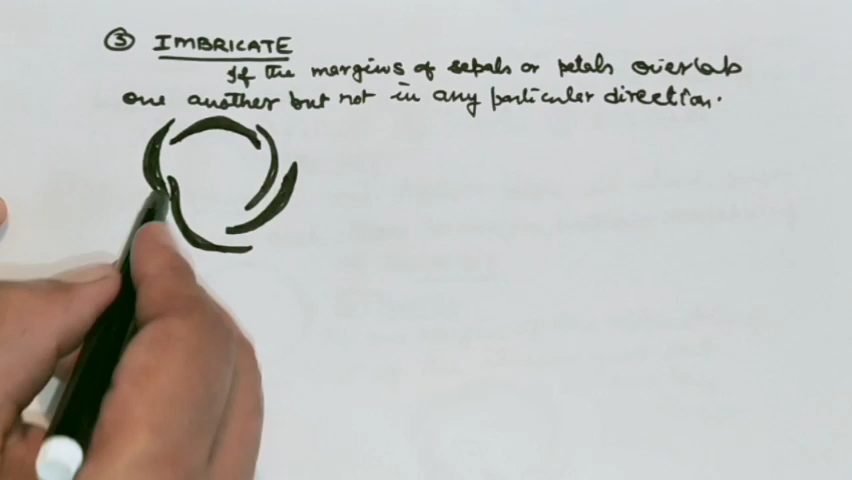 ③ IMBRICATE
If the margins of sepals or petals overlab
one another but not in any particular direction.